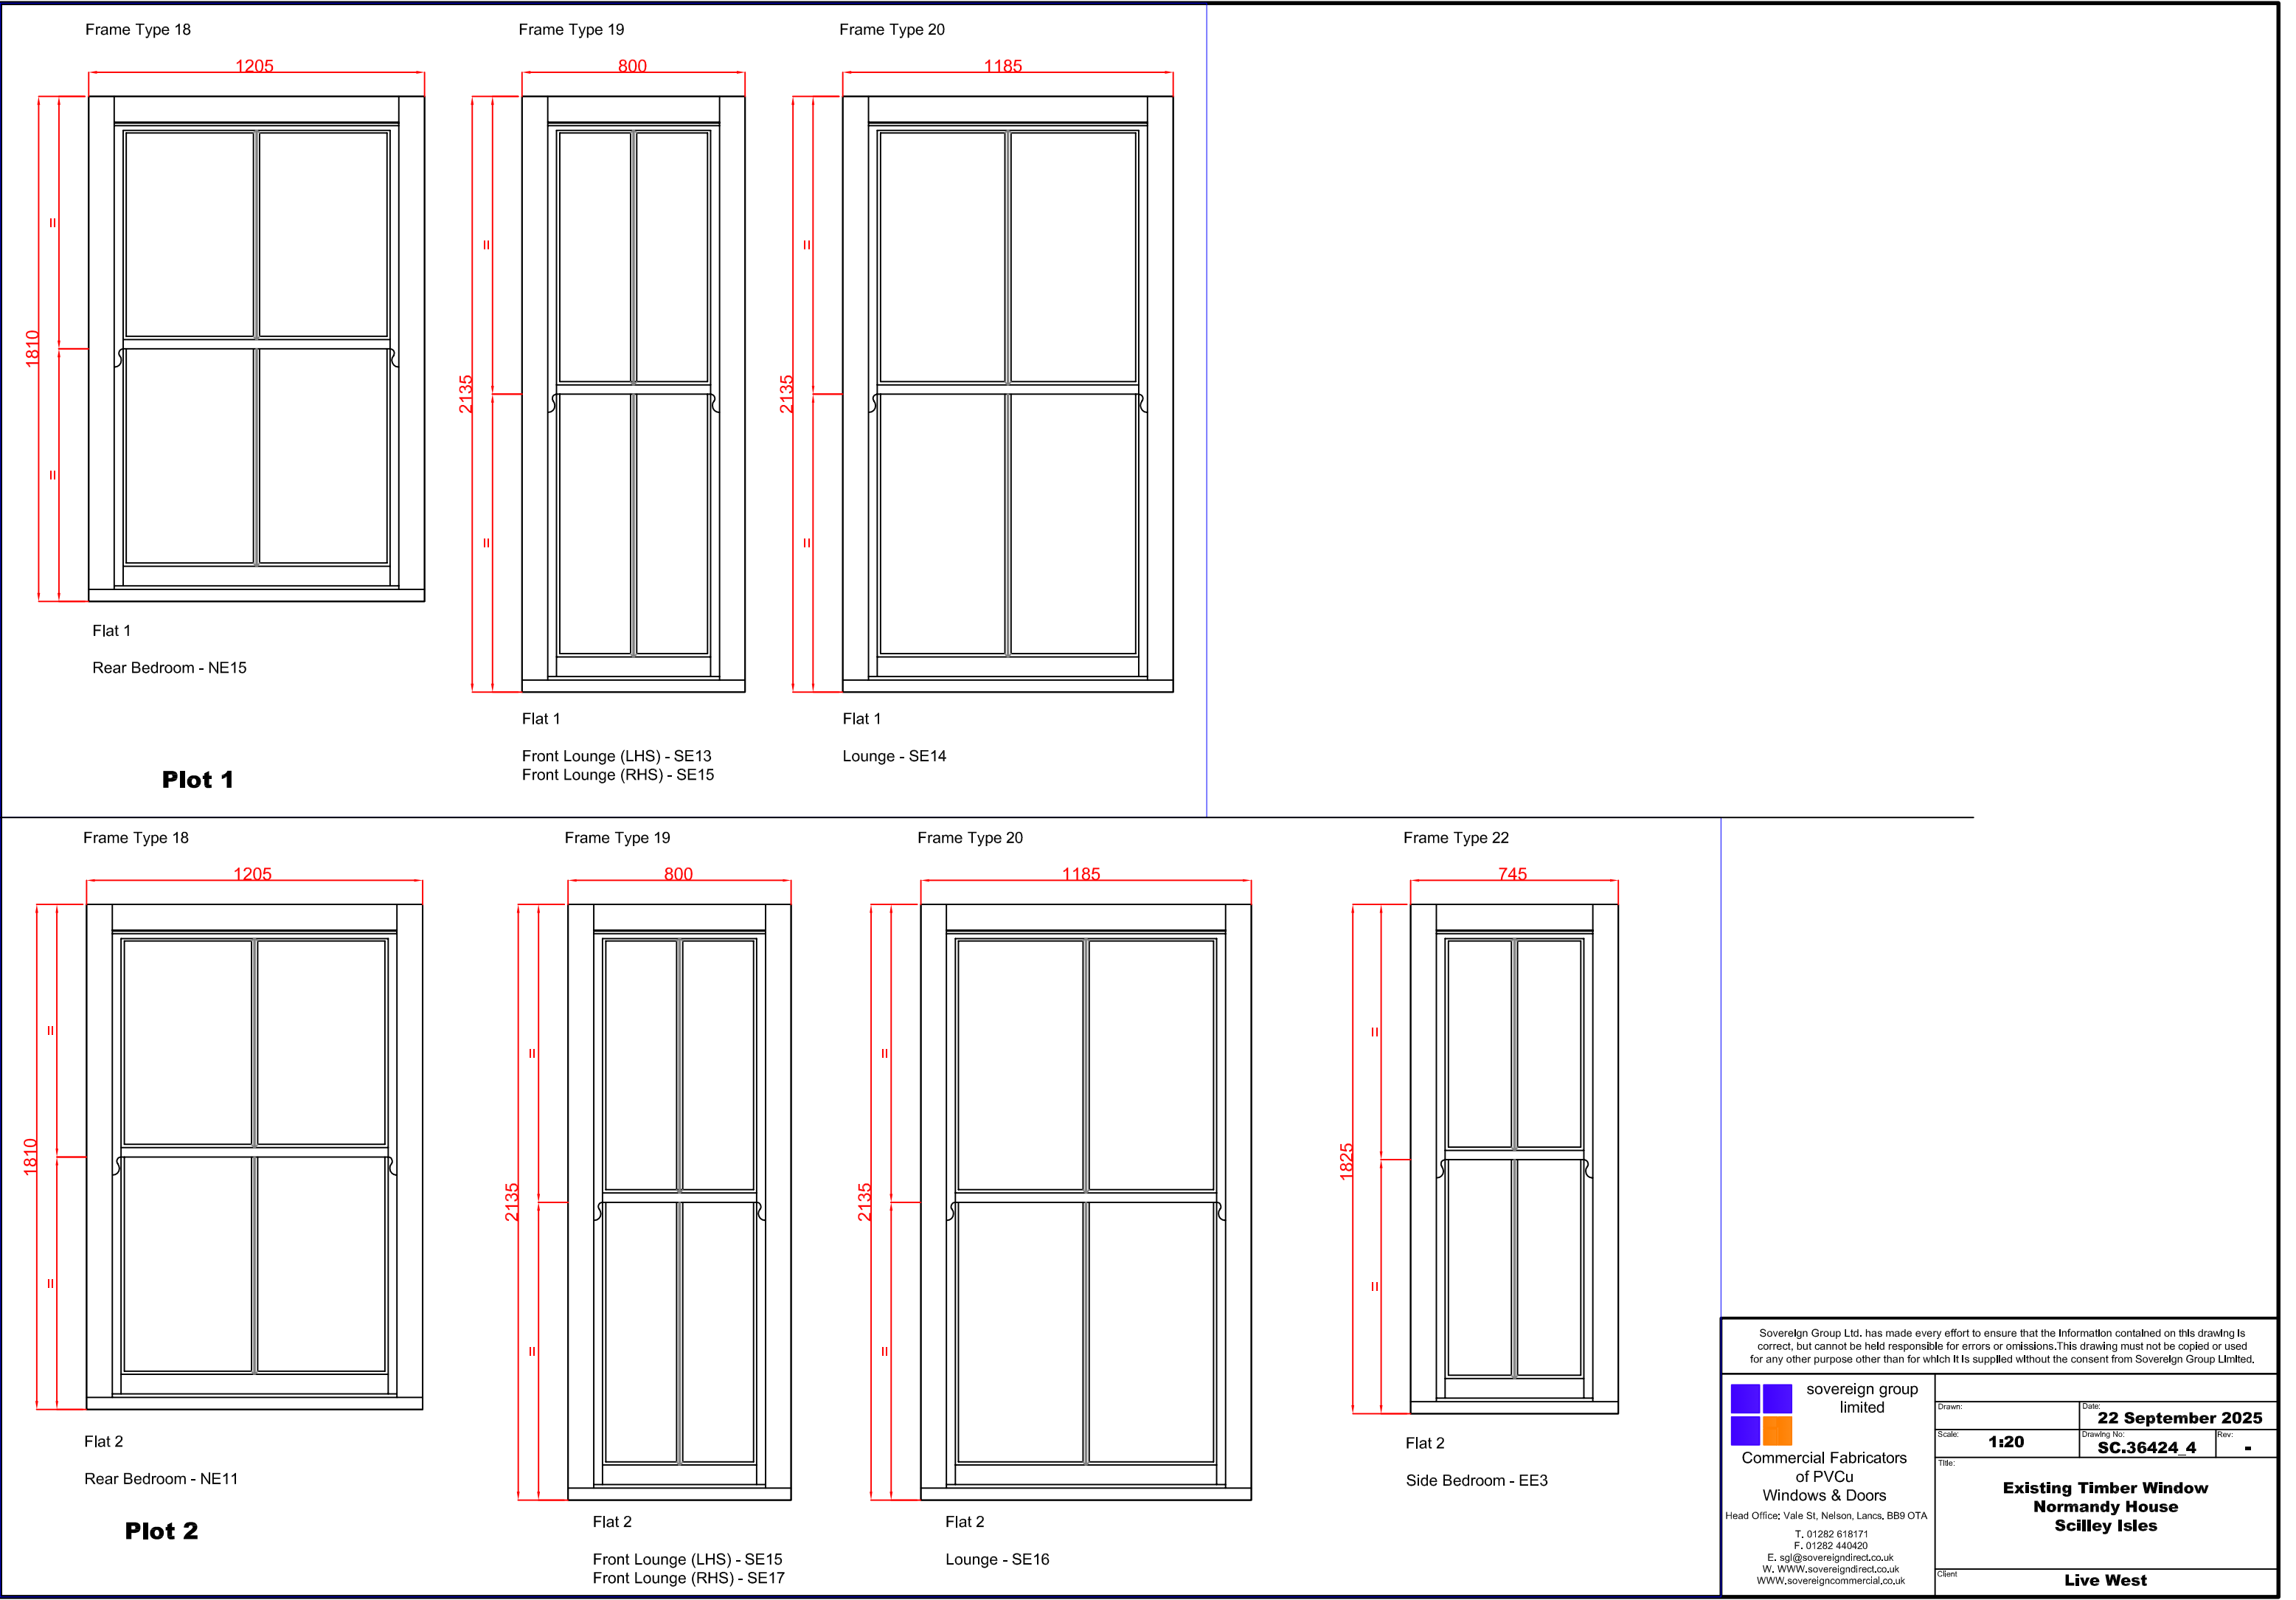 Frame Type 18
1205
=
1810
=
Flat 1
Rear Bedroom - NE15
Frame Type 19
800
=
2135
=
Flat 1
Front Lounge (LHS) - SE13
Front Lounge (RHS) - SE15
Frame Type 20
1185
=
2135
=
Flat 1
Lounge - SE14
Plot 1
Frame Type 18
1205
=
1810
=
Flat 2
Rear Bedroom - NE11
Frame Type 19
800
=
2135
=
Flat 2
Front Lounge (LHS) - SE15
Front Lounge (RHS) - SE17
Frame Type 20
1185
=
2135
=
Flat 2
Lounge - SE16
Frame Type 22
745
=
1825
=
Flat 2
Side Bedroom - EE3
Plot 2
Sovereign Group Ltd. has made every effort to ensure that the information contained on this drawing is
correct, but cannot be held responsible for errors or omissions.This drawing must not be copied or used
for any other purpose other than for which it is supplied without the consent from Sovereign Group Limited.
sovereign group
limited
Commercial Fabricators
of PVCu
Windows & Doors
Head Office: Vale St, Nelson, Lancs. BB9 OTA
T. 01282 618171
F. 01282 440420
E. sgl@sovereigndirect.co.uk
W. WWW.sovereigndirect.co.uk
WWW.sovereigncommercial.co.uk
Drawn:
Date:
22 September 2025
Scale:
1:20
Drawing No:
SC.36424_4
Rev:
-
Title:
Existing Timber Window
Normandy House
Scilley Isles
Client
Live West